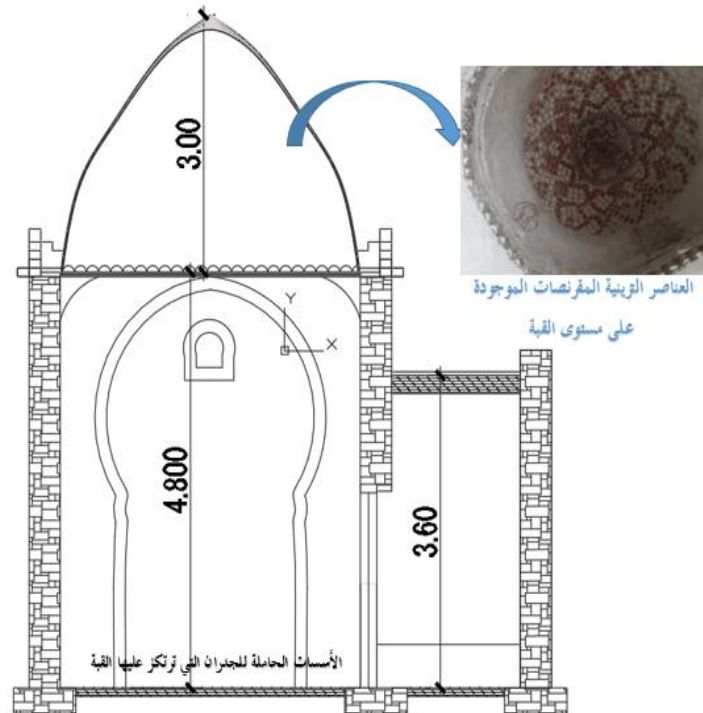 3.00
العناصر التزينية المقرنصات الموجودة
على مستوى القبة
Y
X
4.800
3.60
الأسسات الحاملة للجدران التي ترتكز عليها القبة